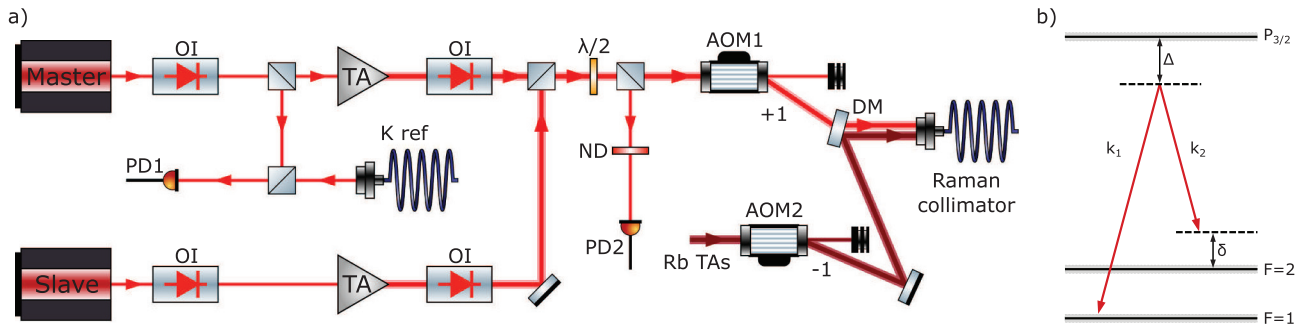 a)
OI
OI
λ/2
AOM1
Master
TA
+1
DM
K ref
PD1
ND
Raman
collimator
AOM2
PD2
Rb TAs
-1
OI
OI
Slave
TA
b)
P3/2
Δ
k1
k2
δ
F=2
F=1